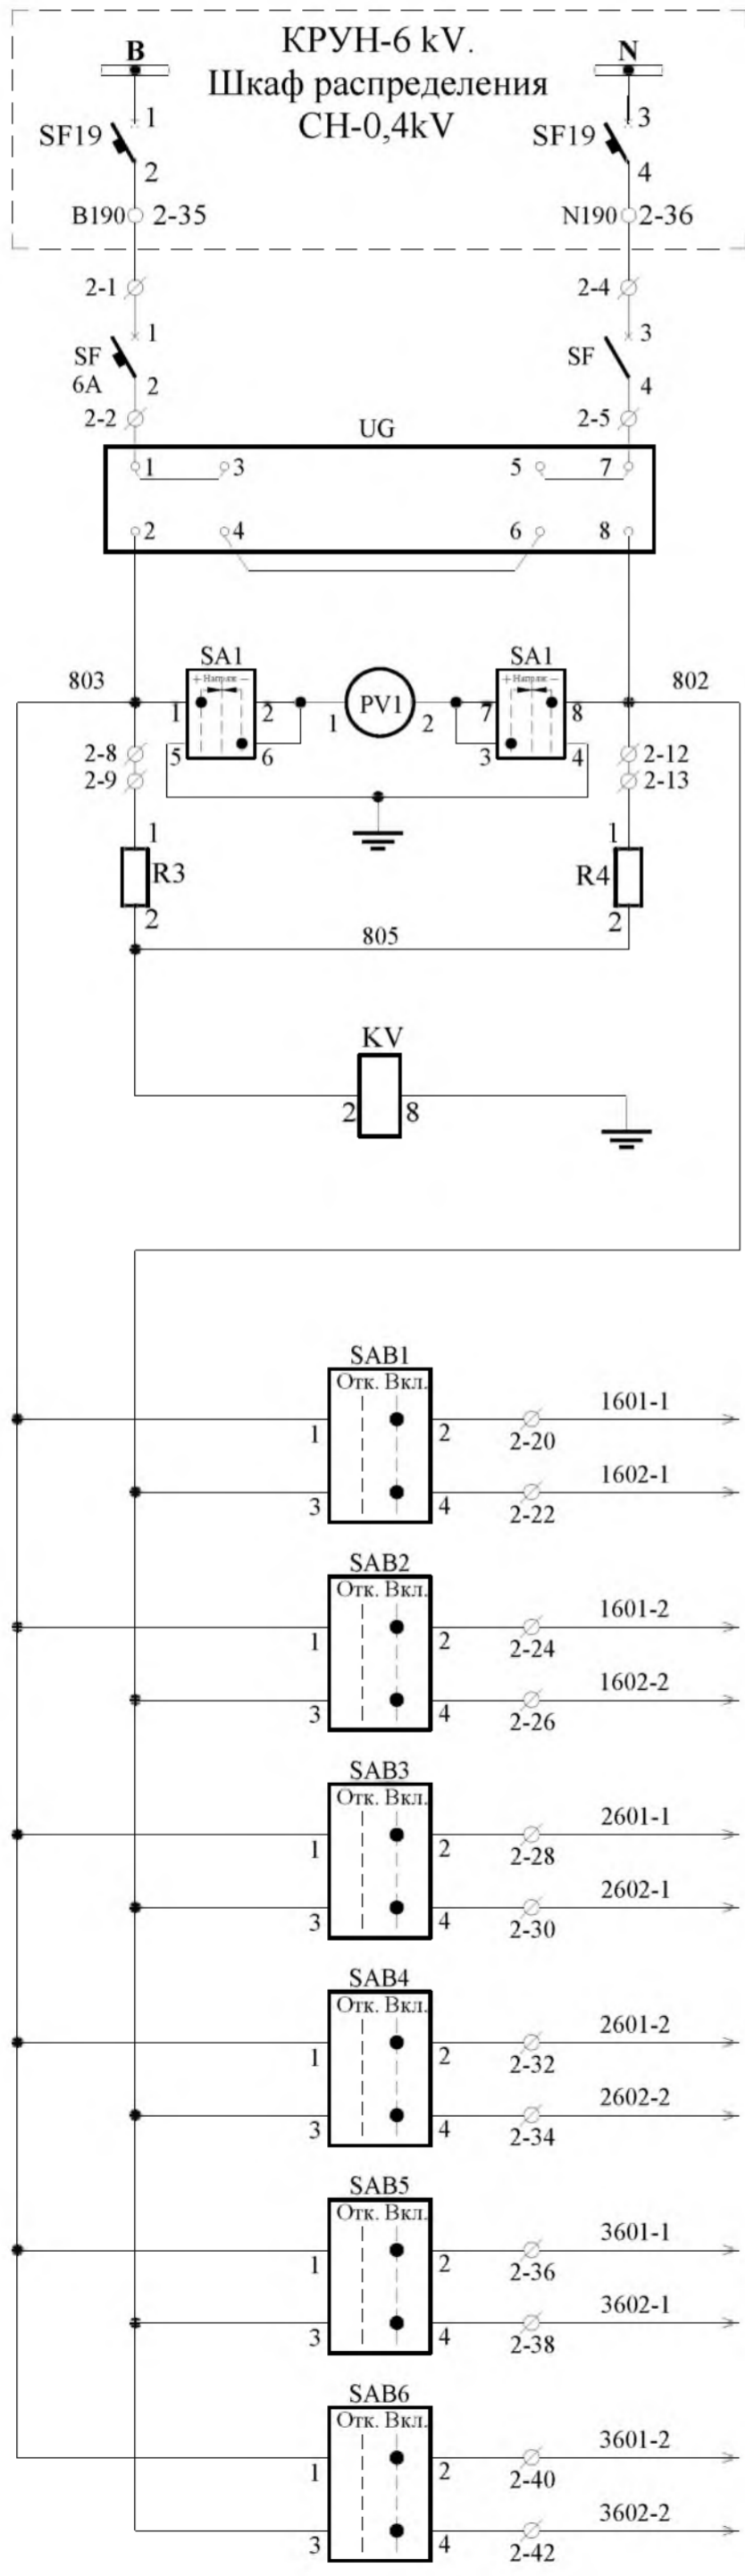 КРУН-6 kV.
B N
Шкаф распределения
СН-0,4kV
1 3
SF19 SF19
2 4
B190 2-35 N190 2-36
2-1 2-4
1 3
SF SF
6A 2 4
2-2 2-5
UG
1 3 5 7
2 4 6 8
SA1 SA1
803 + Напряж − + Напряж − 802
1 2 1 PV1 2 7 8
2-8 5 6 3 4 2-12
2-9 2-13
1 1
R3 R4
2 2
805
KV
2 8
SAB1
Отк. Вкл.
1601-1
1 2 2-20
1602-1
3 4 2-22
SAB2
Отк. Вкл.
1601-2
1 2 2-24
1602-2
3 4 2-26
SAB3
Отк. Вкл.
2601-1
1 2 2-28
2602-1
3 4 2-30
SAB4
Отк. Вкл.
2601-2
1 2 2-32
2602-2
3 4 2-34
SAB5
Отк. Вкл.
3601-1
1 2 2-36
3602-1
3 4 2-38
SAB6
Отк. Вкл.
3601-2
1 2 2-40
3602-2
3 4 2-42